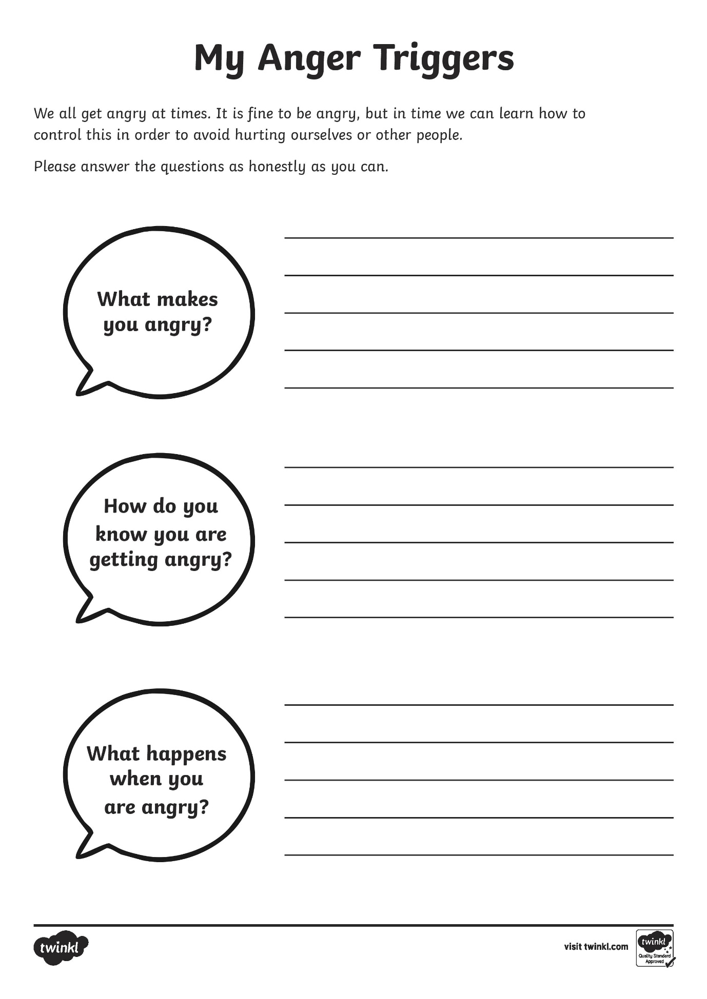 My Anger Triggers
We all get angry at times. It is fine to be angry, but in time we can learn how to
control this in order to avoid hurting ourselves or other people.
Please answer the questions as honestly as you can.
What makes
you angry?
How do you
know you are
getting angry?
What happens
when you
are angry?
twinkl
visit twinkl.com
twinkl
Quality Standard
Approved